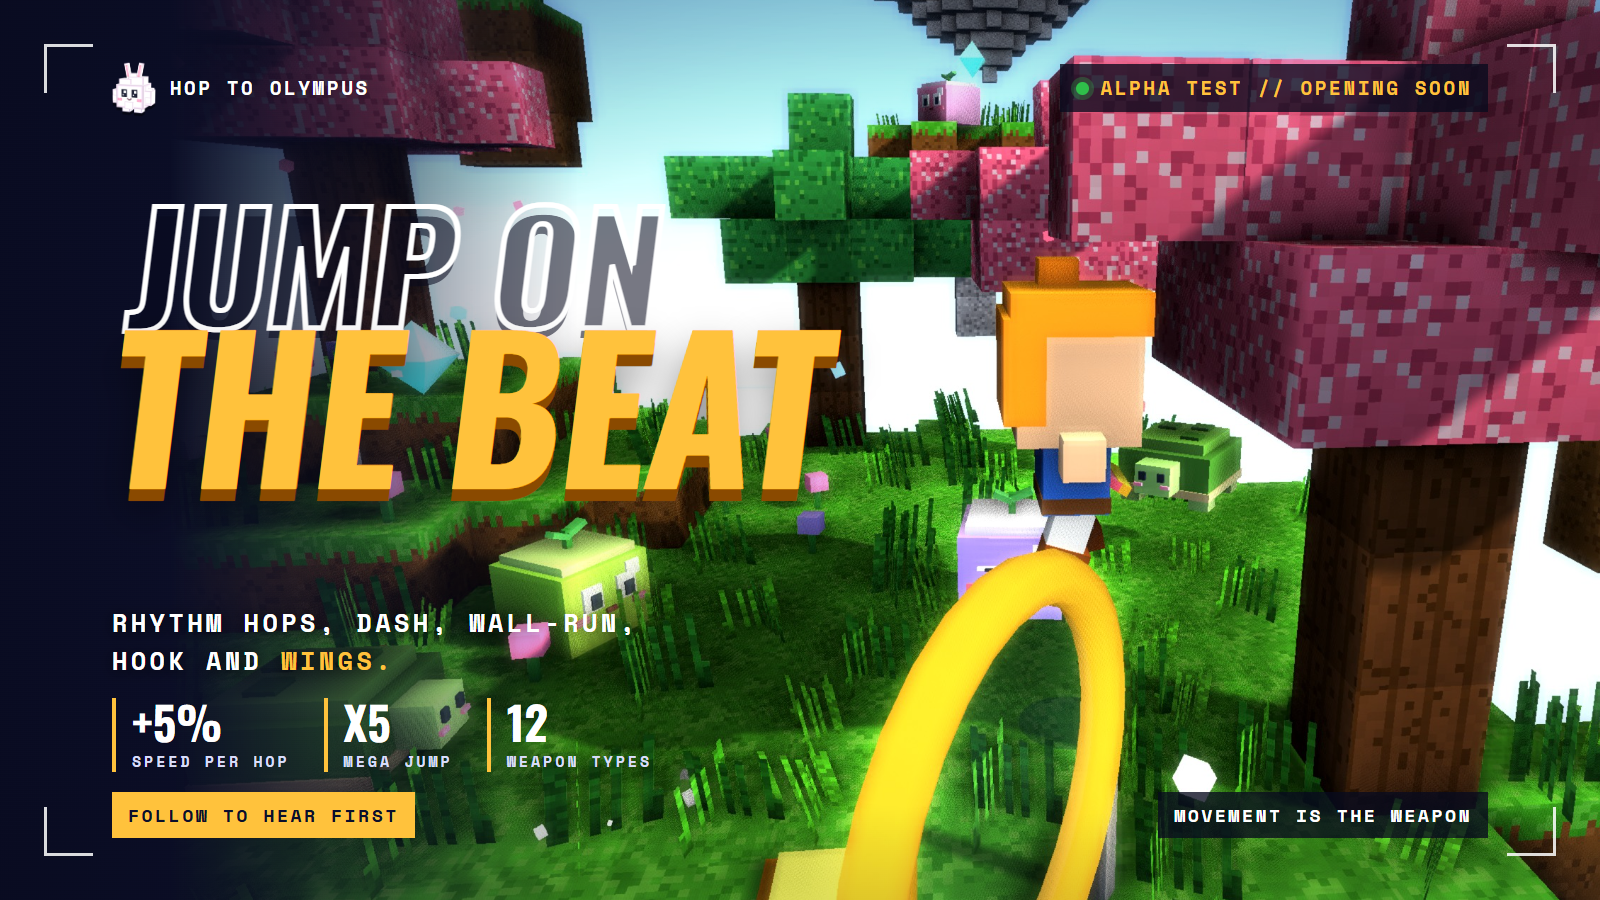 HOP TO OLYMPUS
ALPHA TEST // OPENING SOON
JUMP ON
THE BEAT
RHYTHM HOPS, DASH, WALL-RUN,
HOOK AND WINGS.
+5%
SPEED PER HOP
X5
MEGA JUMP
12
WEAPON TYPES
FOLLOW TO HEAR FIRST
MOVEMENT IS THE WEAPON